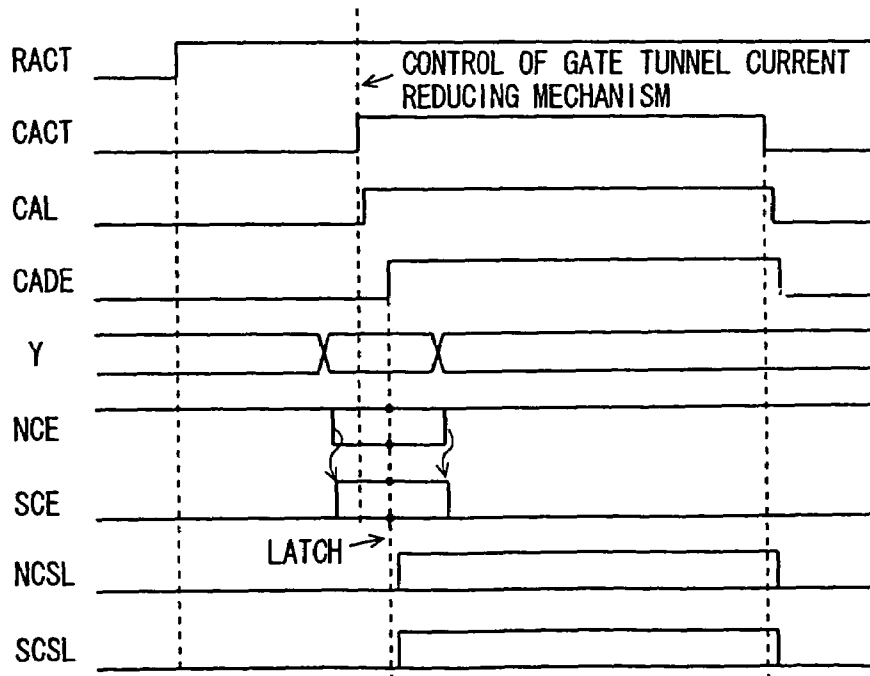 RACT
CONTROL OF GATE TUNNEL CURRENT
REDUCING MECHANISM
CACT
CAL
CADE
Y
NCE
SCE
LATCH
NCSL
SCSL